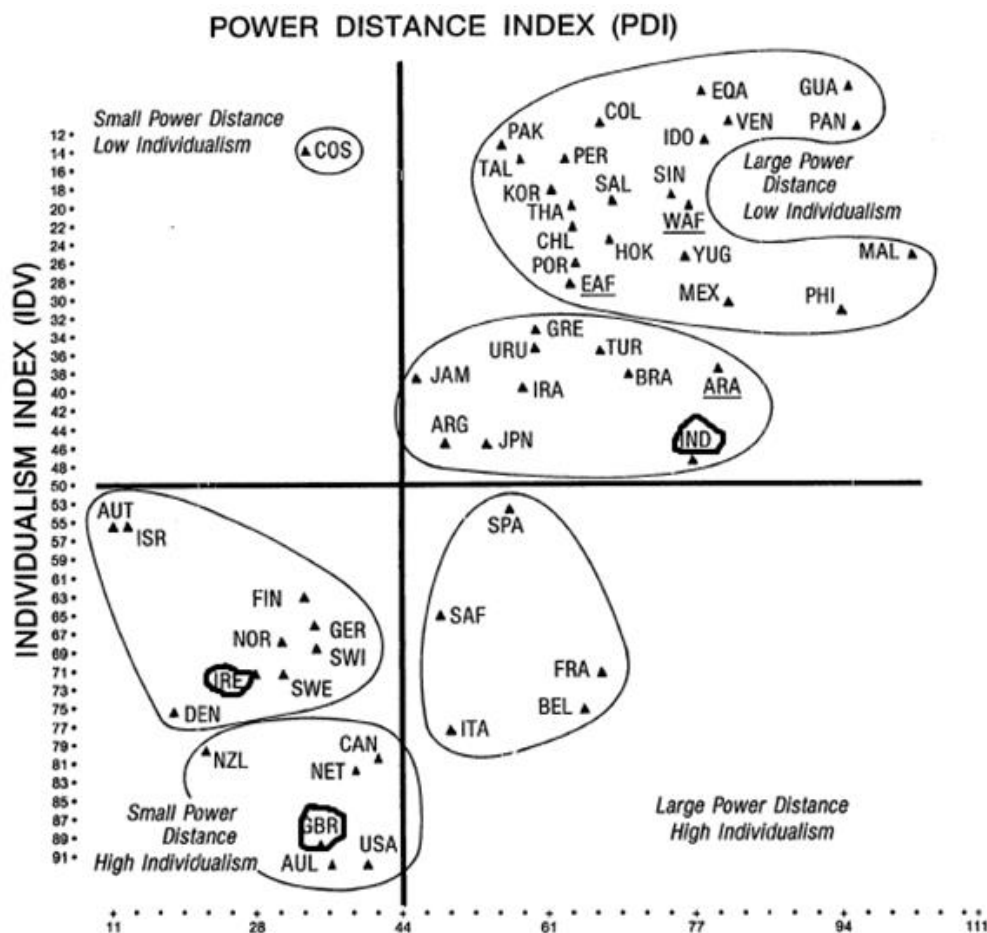 POWER DISTANCE INDEX (PDI)
INDIVIDUALISM INDEX (IDV)
Small Power Distance
Low Individualism
COS
EQA
GUA
COL
VEN
PAN
PAK
IDO
TAL
PER
SIN
KOR
SAL
THA
WAF
CHL
HOK
YUG
POR
EAF
MEX
MAL
PHI
Large Power
Distance
Low Individualism
GRE
URU
TUR
JAM
IRA
BRA
ARA
ARG
JPN
IND
AUT
ISR
SPA
FIN
GER
NOR
SWI
IRE
SWE
DEN
SAF
FRA
BEL
ITA
NZL
CAN
NET
GBR
AUL
USA
Small Power
Distance
High Individualism
Large Power Distance
High Individualism
12
14
16
18
20
22
24
26
28
30
32
34
36
38
40
42
44
46
48
50
53
55
57
59
61
63
65
67
69
71
73
75
77
79
81
83
85
87
89
91
11 28 44 61 77 94 111